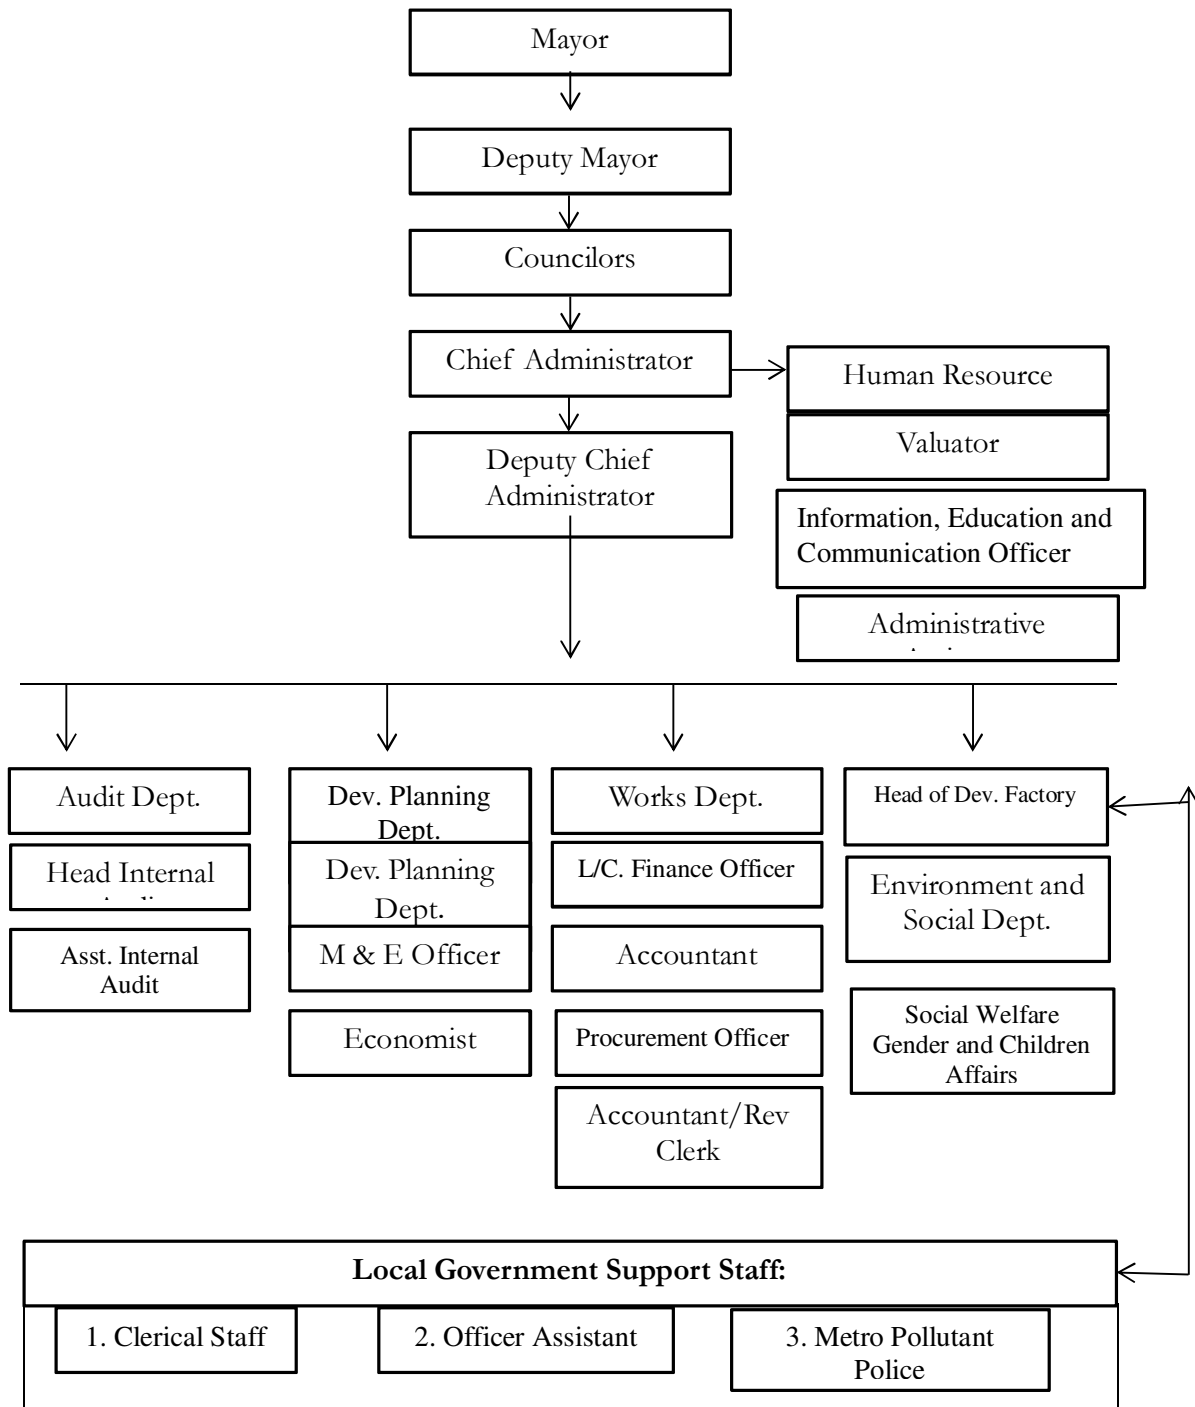 Mayor
Deputy Mayor
Councilors
Chief Administrator
Human Resource
Valuator
Deputy Chief
Administrator
Information, Education and
Communication Officer
Administrative
Audit Dept.
Head Internal
Asst. Internal
Audit
Dev. Planning
Dept.
Dev. Planning
Dept.
M & E Officer
Economist
Works Dept.
L/C. Finance Officer
Accountant
Procurement Officer
Accountant/Rev
Clerk
Head of Dev. Factory
Environment and
Social Dept.
Social Welfare
Gender and Children
Affairs
Local Government Support Staff:
1. Clerical Staff
2. Officer Assistant
3. Metro Pollutant
Police